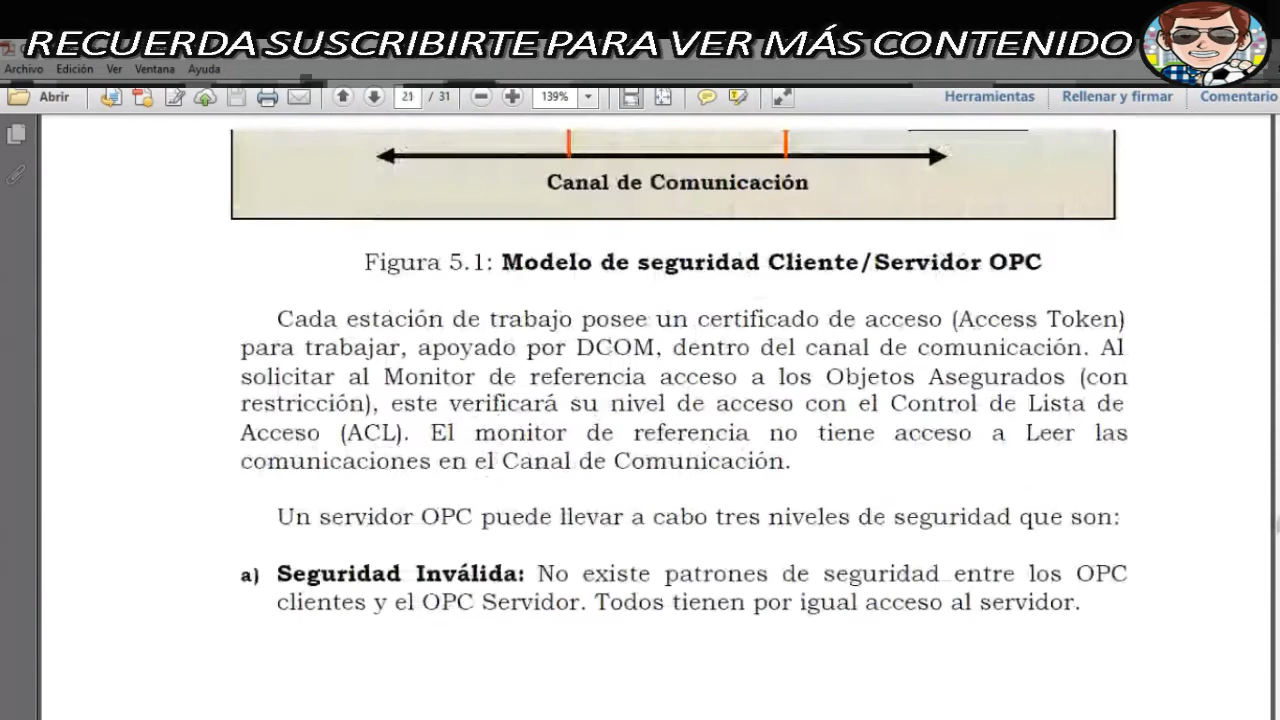 RECUERDA SUSCRIBIRTE PARA VER MÁS CONTENIDO
Archivo Edición Ver Ventana Ayuda
Abrir 21 / 31 139% Herramientas Rellenar y firmar Comentario
Canal de Comunicación
Figura 5.1: Modelo de seguridad Cliente/Servidor OPC
Cada estación de trabajo posee un certificado de acceso (Access Token)
para trabajar, apoyado por DCOM, dentro del canal de comunicación. Al
solicitar al Monitor de referencia acceso a los Objetos Asegurados (con
restricción), este verificará su nivel de acceso con el Control de Lista de
Acceso (ACL). El monitor de referencia no tiene acceso a Leer las
comunicaciones en el Canal de Comunicación.
Un servidor OPC puede llevar a cabo tres niveles de seguridad que son:
a) Seguridad Inválida: No existe patrones de seguridad entre los OPC
clientes y el OPC Servidor. Todos tienen por igual acceso al servidor.